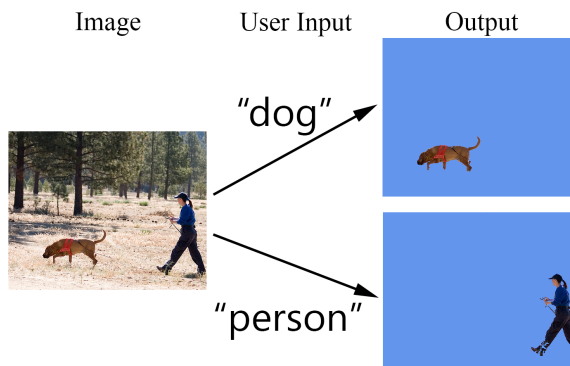 Image
User Input
Output
“dog”
“person”